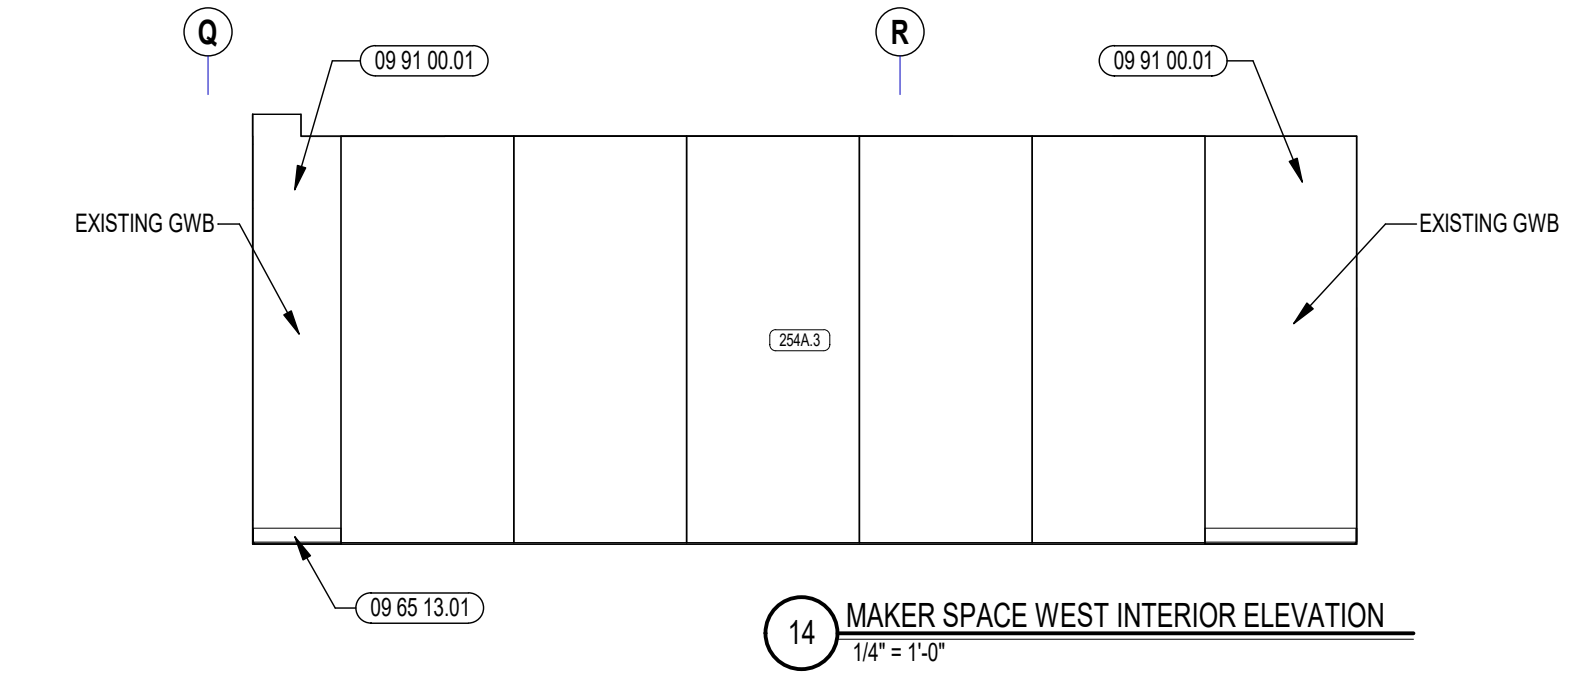 Q
R
09 91 00.01
09 91 00.01
EXISTING GWB
EXISTING GWB
254A.3
09 65 13.01
14
MAKER SPACE WEST INTERIOR ELEVATION
1/4" = 1'-0"